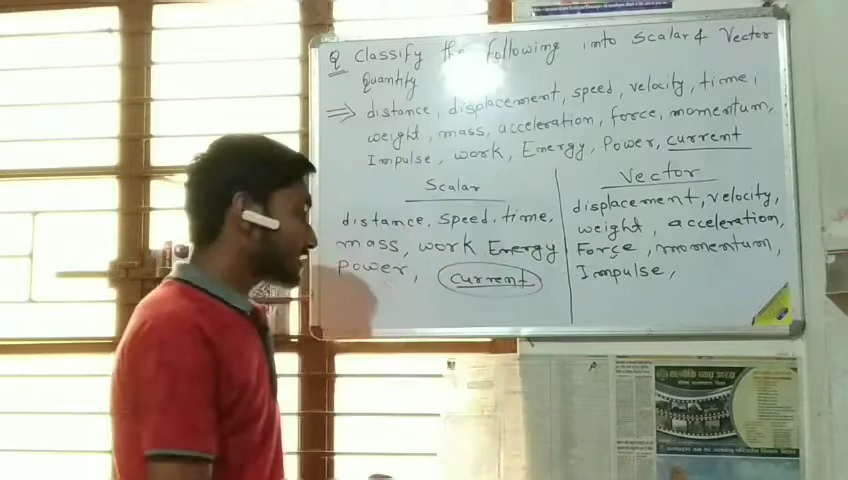 Q Classify the following into Scalar & Vector
Quantity
⇒ distance, displacement, speed, velocity, time,
weight, mass, acceleration, force, momentum,
Impulse, work, Energy, Power, current
Scalar
distance, speed, time,
mass, work Energy
Power, current
Vector
displacement, velocity,
weight, acceleration,
Force, momentum,
Impulse,